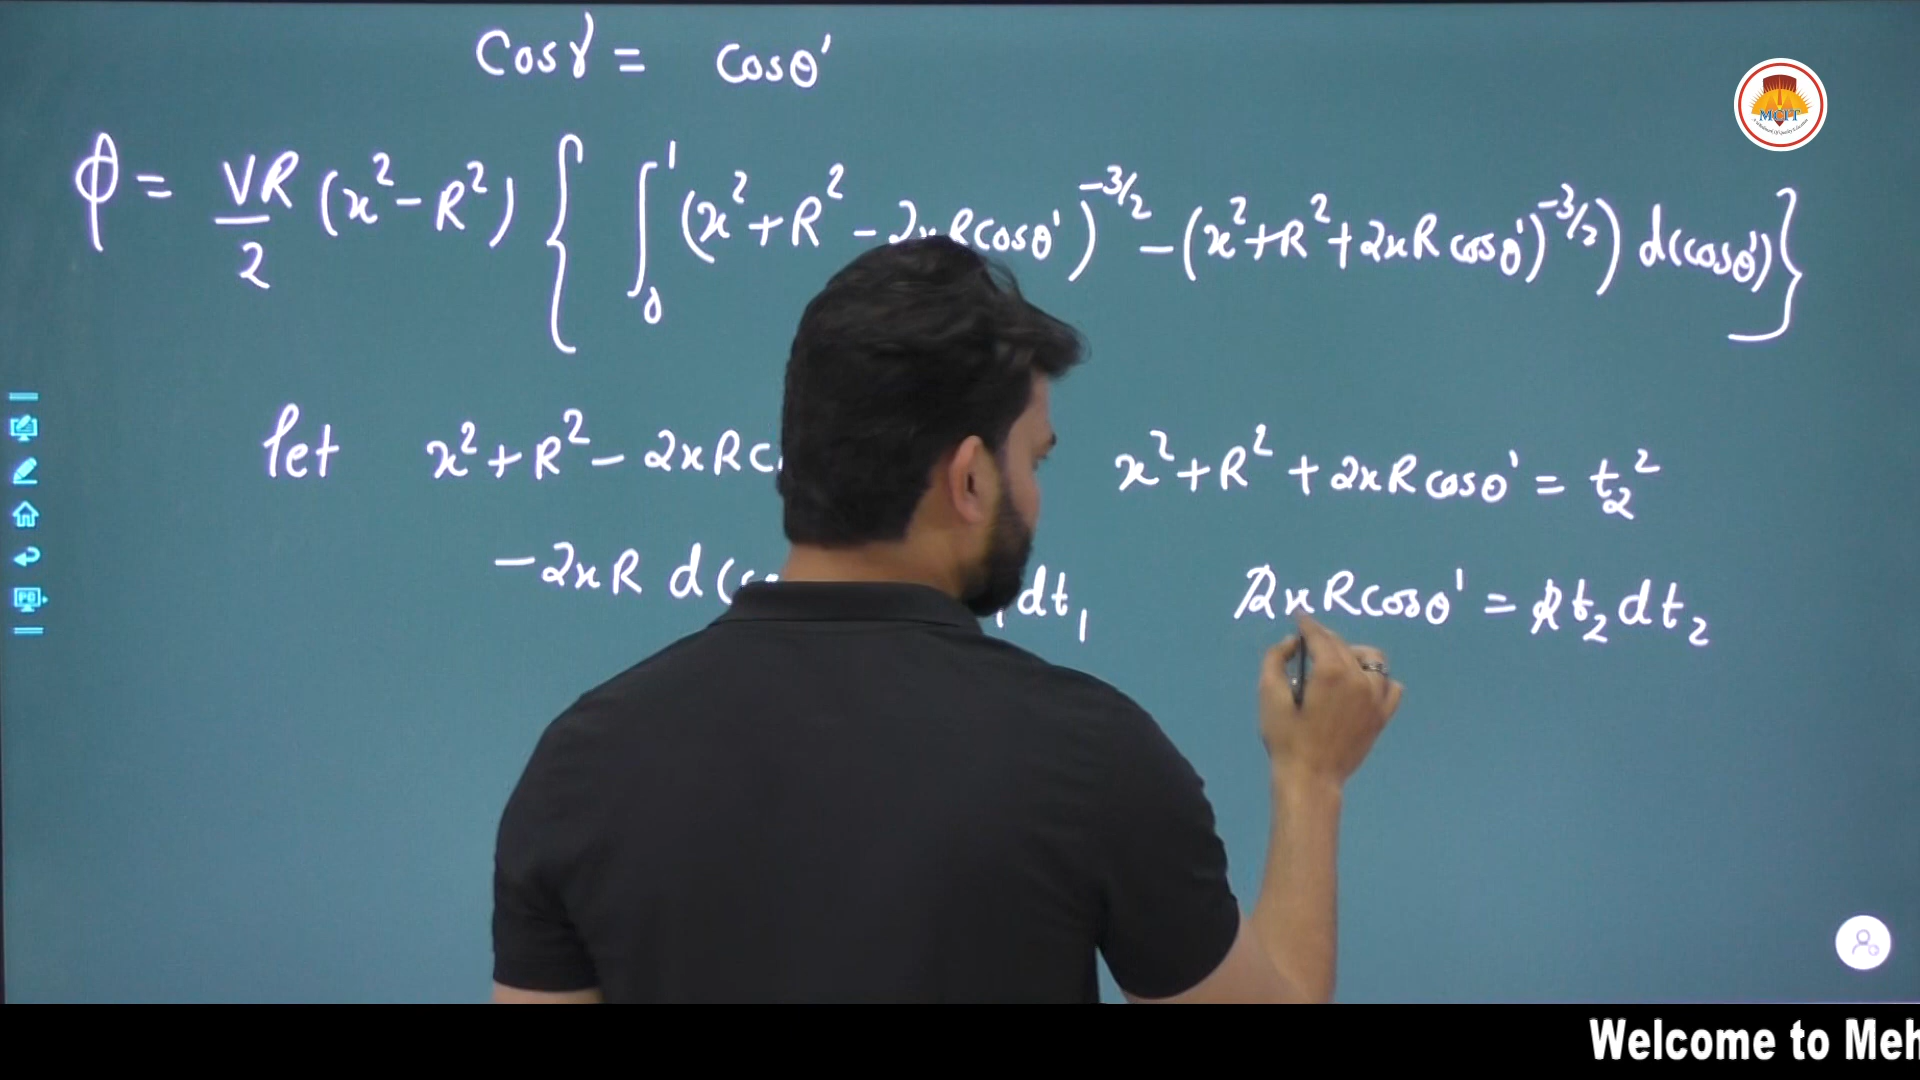 Cosγ = cosθ'
φ = VR/2 (x² - R²) { ∫₀¹ (x² + R² - 2xRcosθ')^-3/2 - (x² + R² + 2xR cosθ')^-3/2) d(cosθ') }
let x² + R² - 2xRc x² + R² + 2xR cosθ' = t₂²
-2xR d(c dt₁ 2xRcosθ' = 2t₂ dt₂
MCPT
Welcome to Meh